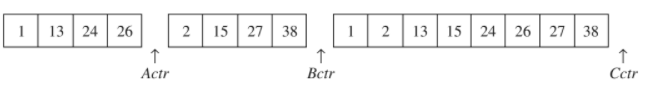 1 13 24 26 2 15 27 38 1 2 13 15 24 26 27 38
↑ ↑ ↑
Actr Bctr Cctr